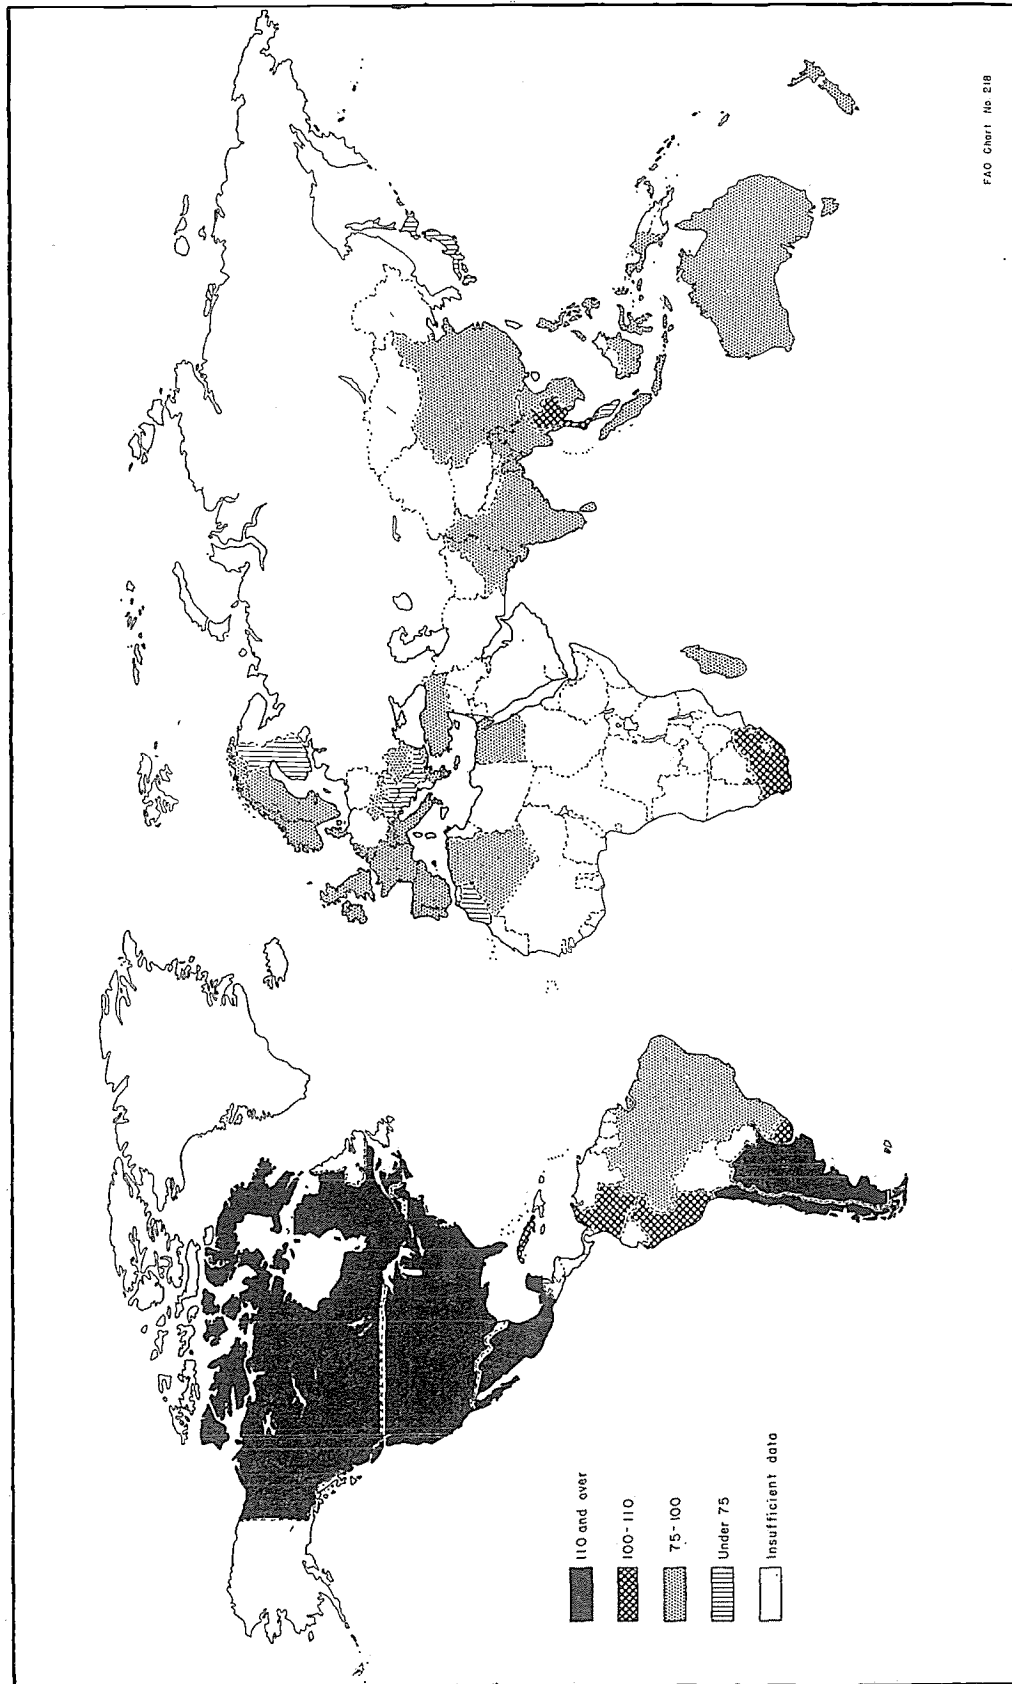 110 and over
100-110
75-100
Under 75
Insufficient data
FAO Chart No 218